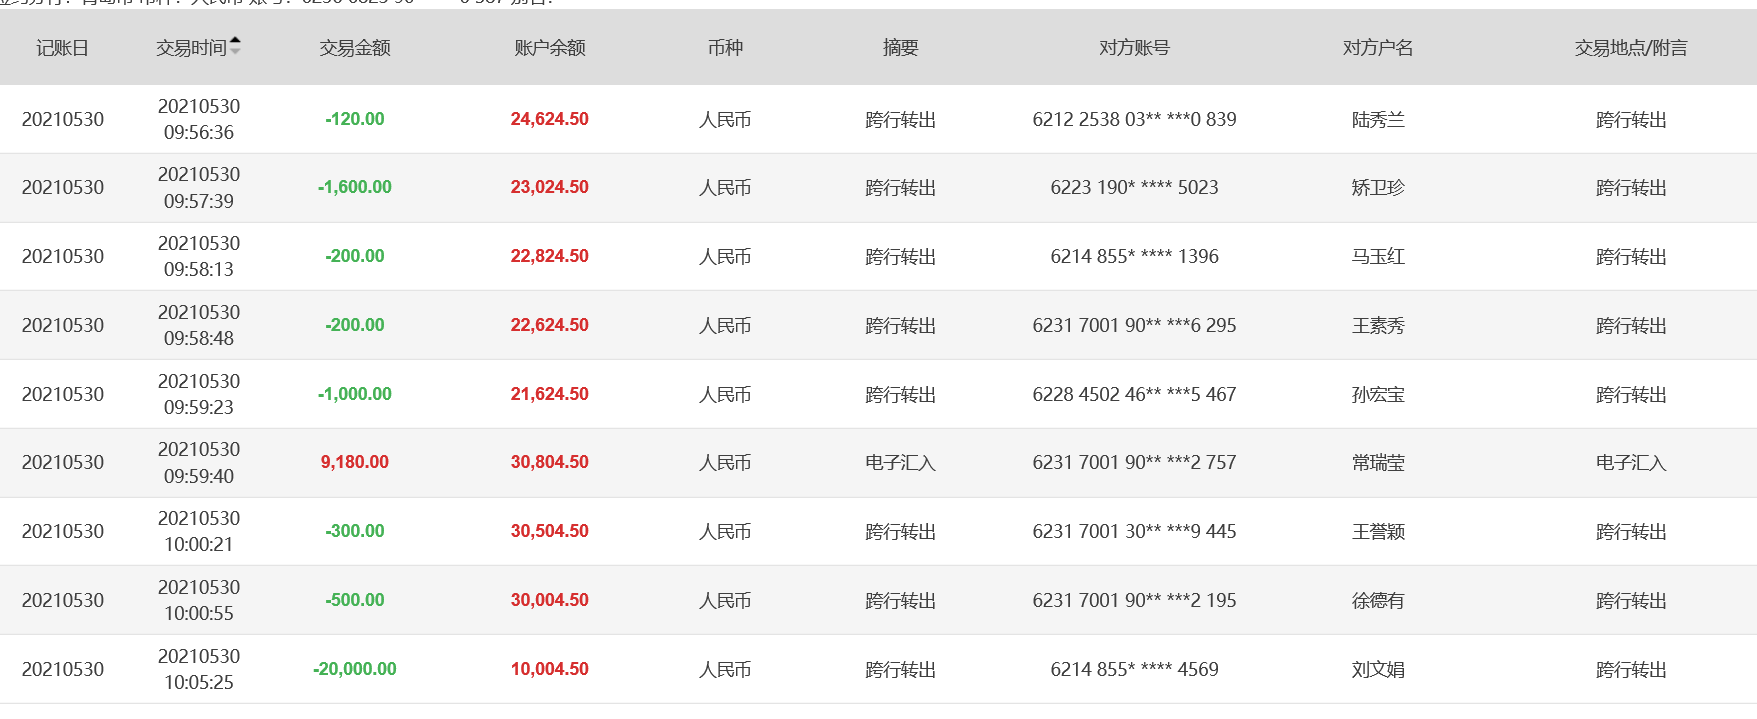 记账日 交易时间 交易金额 账户余额 币种 摘要 对方账号 对方户名 交易地点/附言
20210530 20210530 09:56:36 -120.00 24,624.50 人民币 跨行转出 6212 2538 03** ***0 839 陆秀兰 跨行转出
20210530 20210530 09:57:39 -1,600.00 23,024.50 人民币 跨行转出 6223 190* **** 5023 矫卫珍 跨行转出
20210530 20210530 09:58:13 -200.00 22,824.50 人民币 跨行转出 6214 855* **** 1396 马玉红 跨行转出
20210530 20210530 09:58:48 -200.00 22,624.50 人民币 跨行转出 6231 7001 90** ***6 295 王素秀 跨行转出
20210530 20210530 09:59:23 -1,000.00 21,624.50 人民币 跨行转出 6228 4502 46** ***5 467 孙宏宝 跨行转出
20210530 20210530 09:59:40 9,180.00 30,804.50 人民币 电子汇入 6231 7001 90** ***2 757 常瑞莹 电子汇入
20210530 20210530 10:00:21 -300.00 30,504.50 人民币 跨行转出 6231 7001 30** ***9 445 王誉颖 跨行转出
20210530 20210530 10:00:55 -500.00 30,004.50 人民币 跨行转出 6231 7001 90** ***2 195 徐德有 跨行转出
20210530 20210530 10:05:25 -20,000.00 10,004.50 人民币 跨行转出 6214 855* **** 4569 刘文娟 跨行转出